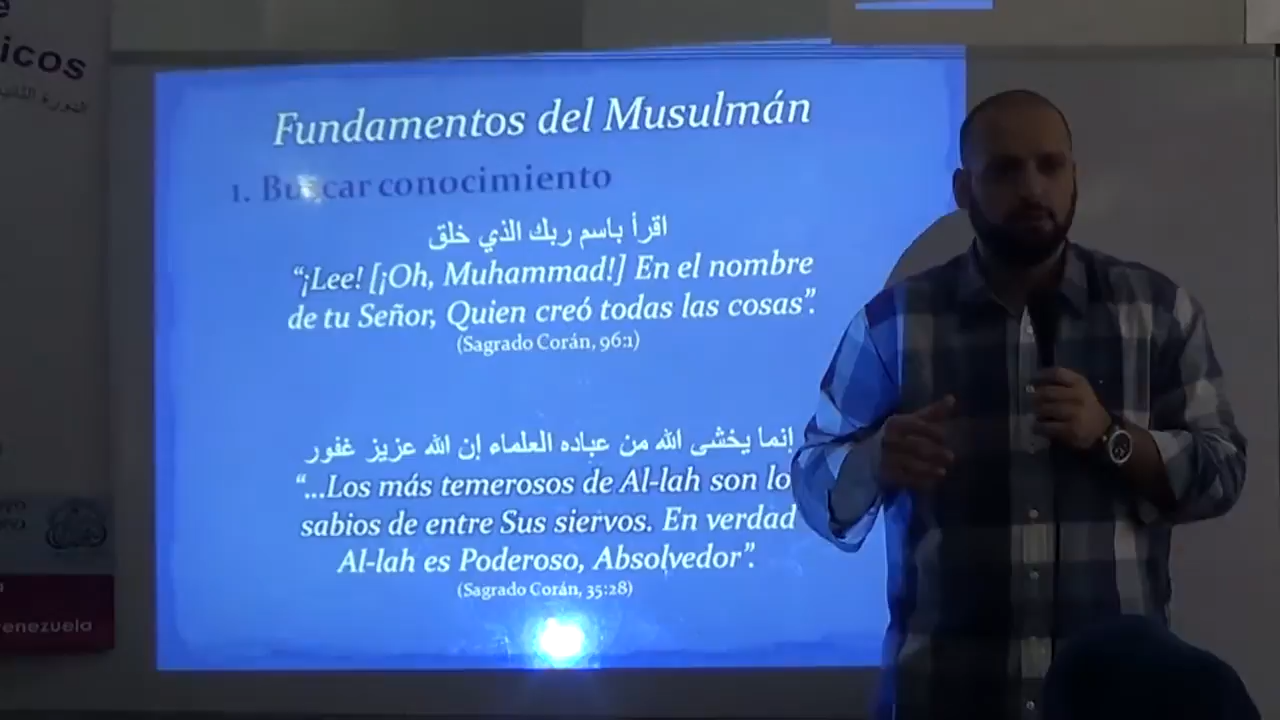 icos
Fundamentos del Musulmán
1. Buscar conocimiento
اقرأ باسم ربك الذي خلق
“¡Lee! [¡Oh, Muhammad!] En el nombre
de tu Señor, Quien creó todas las cosas”.
(Sagrado Corán, 96:1)
إنما يخشى الله من عباده العلماء إن الله عزيز غفور
“...Los más temerosos de Al-lah son lo
sabios de entre Sus siervos. En verdad
Al-lah es Poderoso, Absolvedor”.
(Sagrado Corán, 35:28)
enezuela